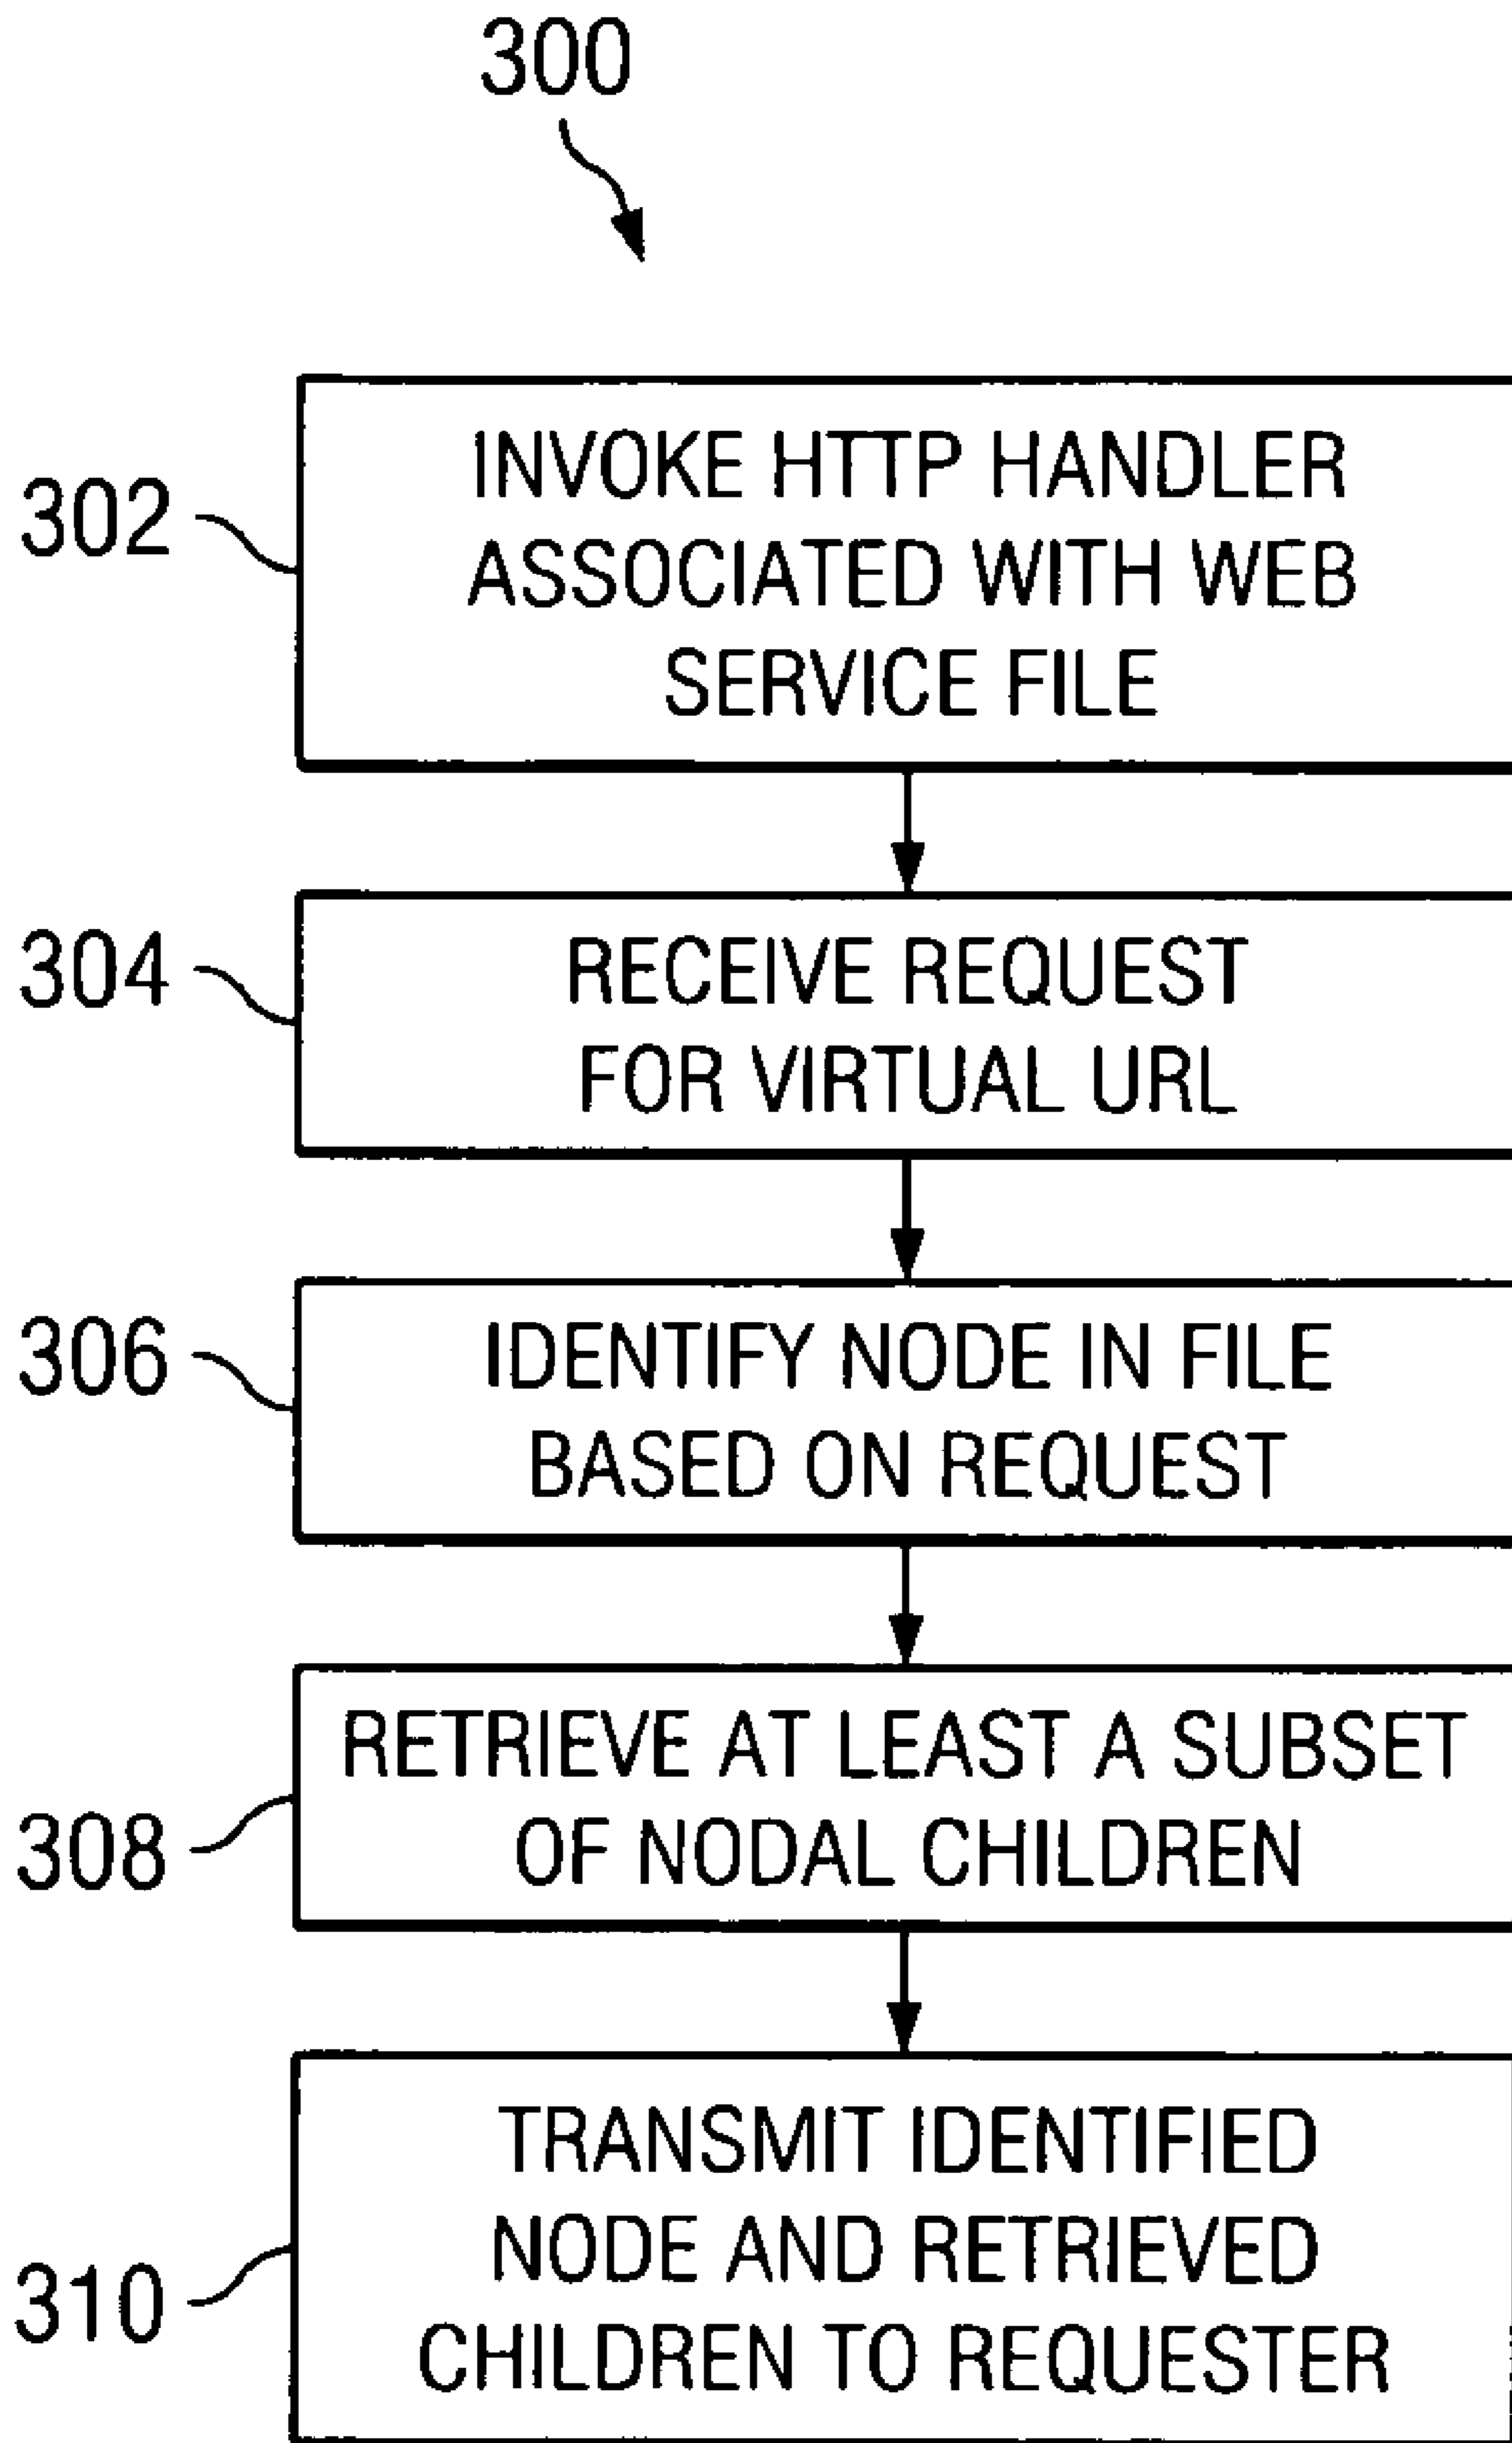 300
302
INVOKE HTTP HANDLER
ASSOCIATED WITH WEB
SERVICE FILE
304
RECEIVE REQUEST
FOR VIRTUAL URL
306
IDENTIFY NODE IN FILE
BASED ON REQUEST
308
RETRIEVE AT LEAST A SUBSET
OF NODAL CHILDREN
310
TRANSMIT IDENTIFIED
NODE AND RETRIEVED
CHILDREN TO REQUESTER